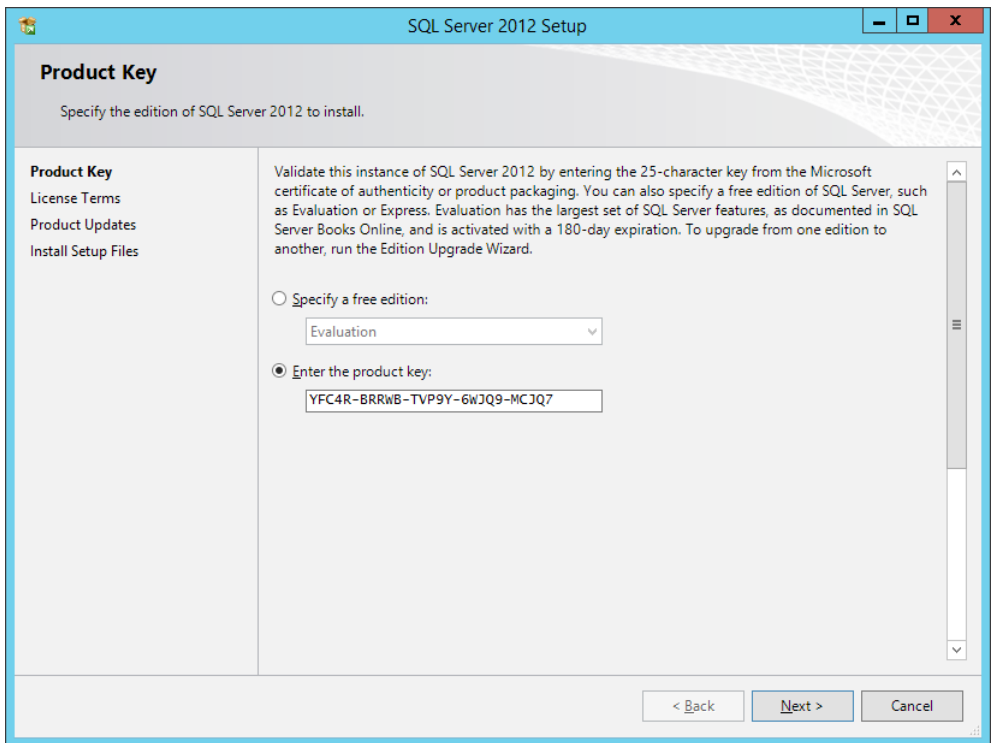 SQL Server 2012 Setup
Product Key
Specify the edition of SQL Server 2012 to install.
Product Key
License Terms
Product Updates
Install Setup Files
Validate this instance of SQL Server 2012 by entering the 25-character key from the Microsoft
certificate of authenticity or product packaging. You can also specify a free edition of SQL Server, such
as Evaluation or Express. Evaluation has the largest set of SQL Server features, as documented in SQL
Server Books Online, and is activated with a 180-day expiration. To upgrade from one edition to
another, run the Edition Upgrade Wizard.
Specify a free edition:
Evaluation
Enter the product key:
YFC4R-BRRWB-TVP9Y-6WJQ9-MCJQ7
< Back
Next >
Cancel